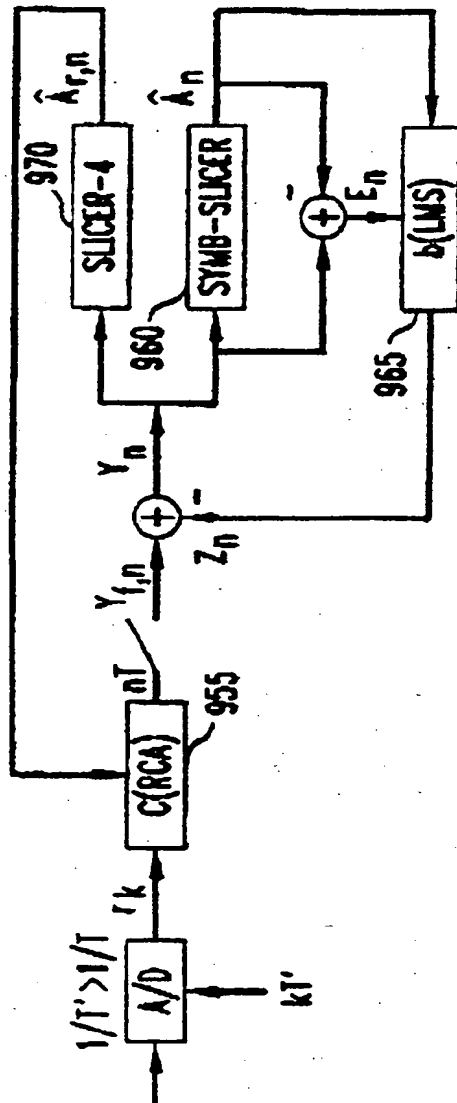 1/T' > 1/T
A/D
kT'
r_k
C(RCA)
955
nT
Y_{f,n}
Z_n
Y_n
970
SLICER-4
Â_{r,n}
960
SYMB-SLICER
Â_n
E_n
b(LMS)
965
+
-
+
-